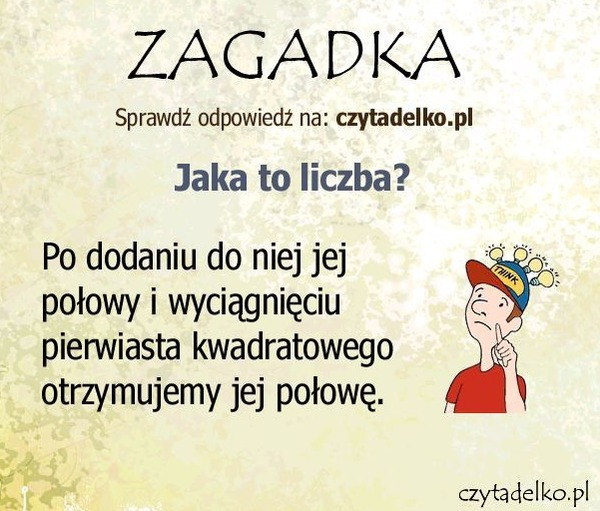 ZAGADKA
Sprawdź odpowiedź na: czytadelko.pl
Jaka to liczba?
Po dodaniu do niej jej
połowy i wyciągnięciu
pierwiasta kwadratowego
otrzymujemy jej połowę.
THINK
czytadelko.pl